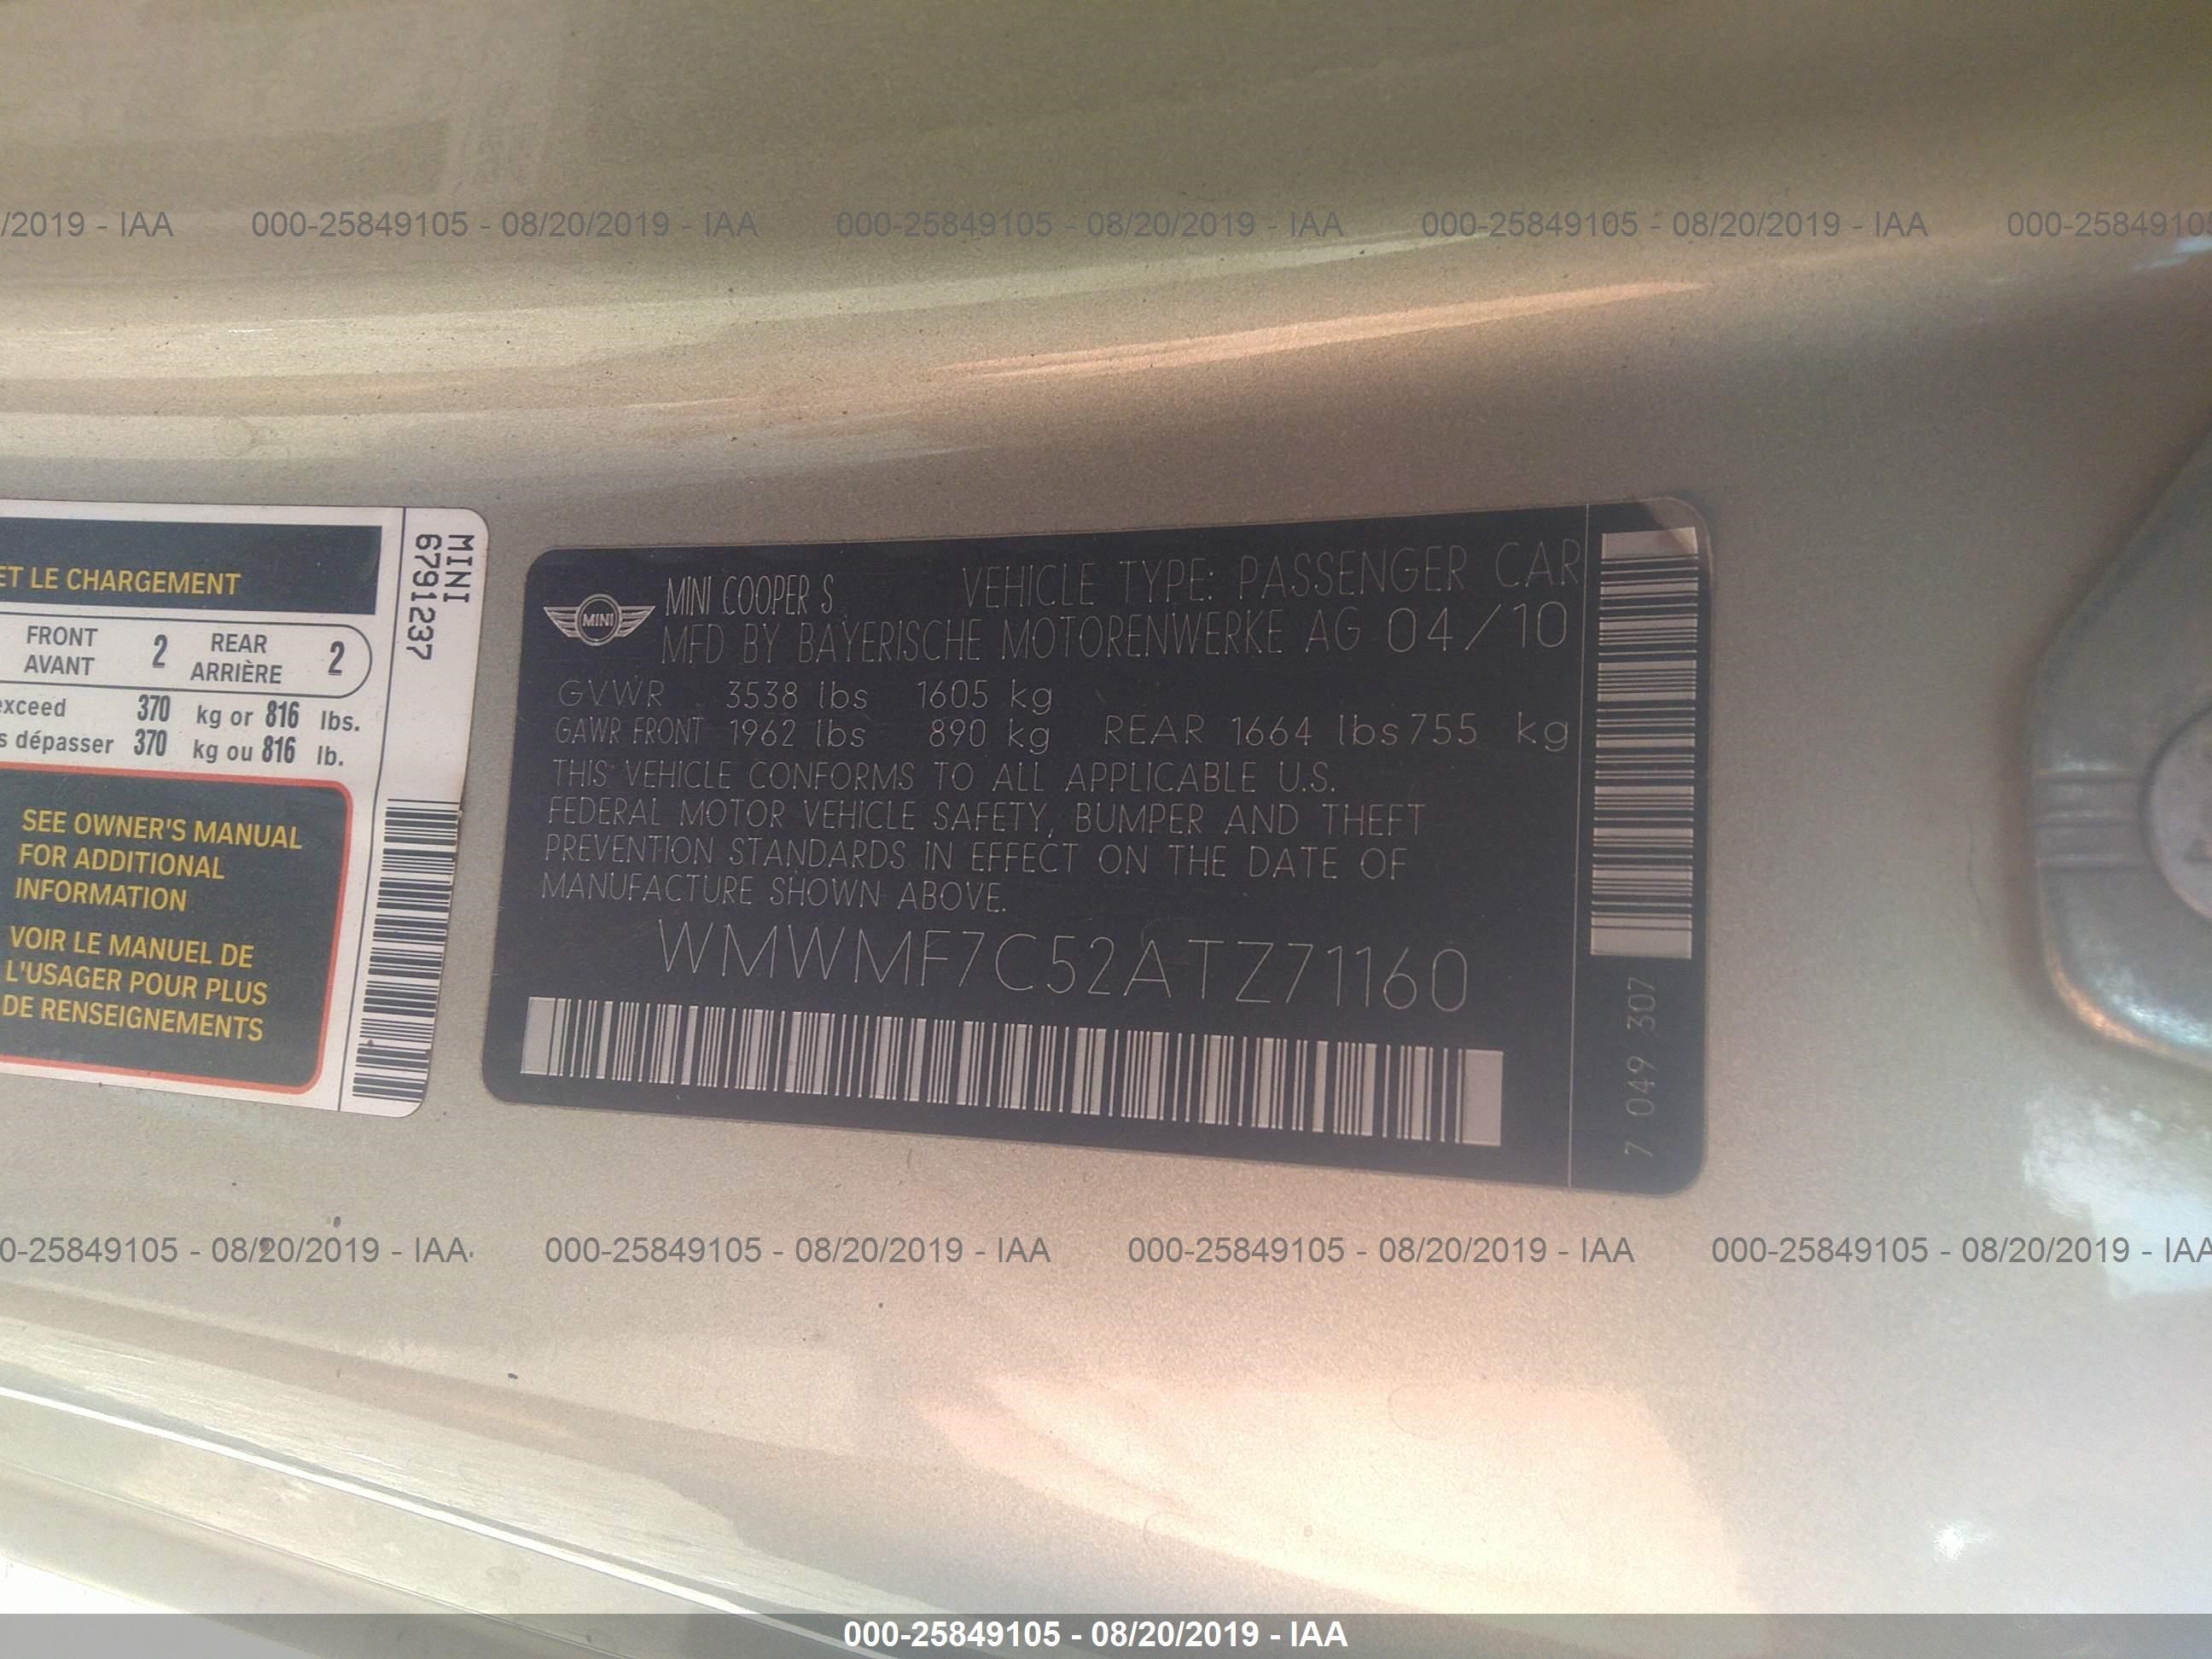 /2019 - IAA 000-25849105 - 08/20/2019 - IAA 000-25849105 - 08/20/2019 - IAA 000-25849105 - 08/20/2019 - IAA 000-25849105
ET LE CHARGEMENT
FRONT 2 REAR 2
AVANT ARRIÈRE
exceed 370 kg or 816 lbs.
s dépasser 370 kg ou 816 lb.
SEE OWNER'S MANUAL
FOR ADDITIONAL
INFORMATION
VOIR LE MANUEL DE
L'USAGER POUR PLUS
DE RENSEIGNEMENTS
MINI
6791237
MINI
MINI COOPER S VEHICLE TYPE: PASSENGER CAR
MFD BY BAYERISCHE MOTORENWERKE AG 04/10
GVWR 3538 lbs 1605 kg
GAWR FRONT 1962 lbs 890 kg REAR 1664 lbs 755 kg
THIS VEHICLE CONFORMS TO ALL APPLICABLE U.S.
FEDERAL MOTOR VEHICLE SAFETY, BUMPER AND THEFT
PREVENTION STANDARDS IN EFFECT ON THE DATE OF
MANUFACTURE SHOWN ABOVE.
WMWMF7C52ATZ71160
7 049 307
0-25849105 - 08/20/2019 - IAA 000-25849105 - 08/20/2019 - IAA 000-25849105 - 08/20/2019 - IAA 000-25849105 - 08/20/2019 - IAA
000-25849105 - 08/20/2019 - IAA